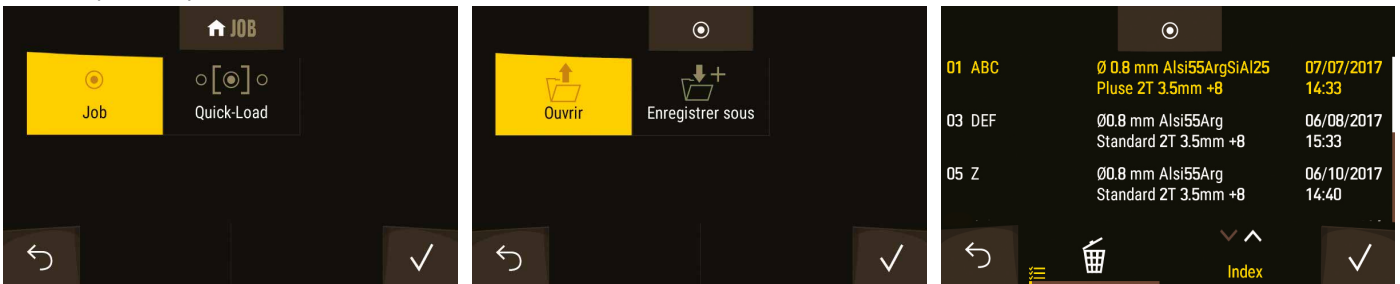 JOB
Job
Quick-Load
Ouvrir
Enregistrer sous
01 ABC Ø 0.8 mm Alsi55ArgSiAl25 07/07/2017
Pluse 2T 3.5mm +8 14:33
03 DEF Ø0.8 mm Alsi55Arg 06/08/2017
Standard 2T 3.5mm +8 15:33
05 Z Ø0.8 mm Alsi55Arg 06/10/2017
Standard 2T 3.5mm +8 14:40
Index